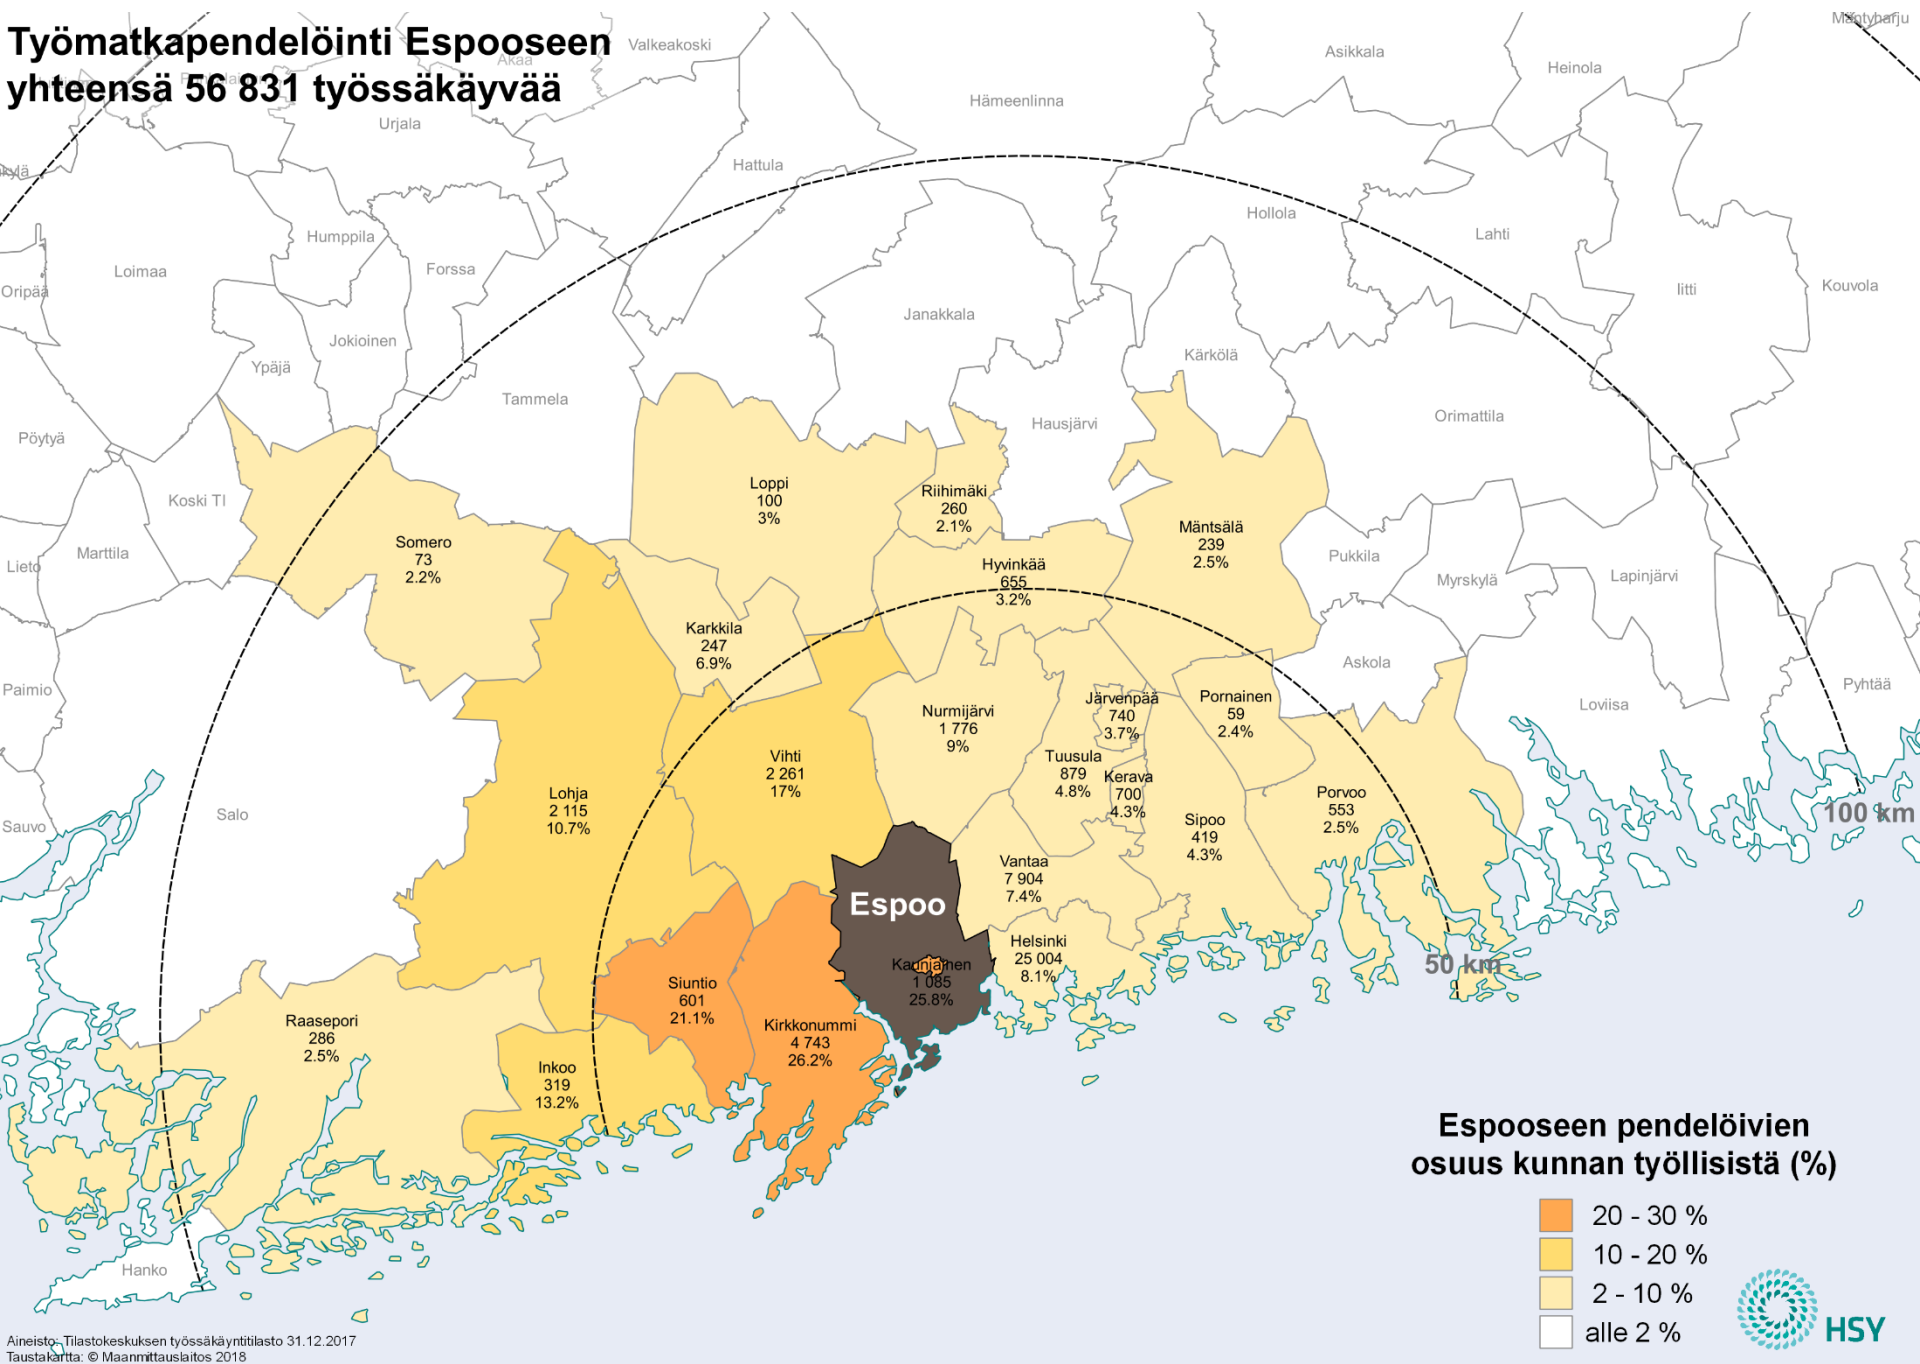 Työmatkapendelöinti Espooseen
yhteensä 56 831 työssäkäyvää
Valkeakoski
Akaa
Urjala
Hämeenlinna
Asikkala
Heinola
Mäntyharju
Hattula
Humppila
Loimaa
Forssa
Oripää
Hollola
Lahti
Iitti
Kouvola
Janakkala
Jokioinen
Ypäjä
Kärkölä
Tammela
Hausjärvi
Orimattila
Pöytyä
Koski Tl
Marttila
Lieto
Loppi
100
3%
Riihimäki
260
2.1%
Mäntsälä
239
2.5%
Somero
73
2.2%
Hyvinkää
655
3.2%
Pukkila
Myrskylä
Lapinjärvi
Karkkila
247
6.9%
Askola
Paimio
Loviisa
Pyhtää
Nurmijärvi
1 776
9%
Järvenpää
740
3.7%
Pornainen
59
2.4%
Vihti
2 261
17%
Tuusula
879
4.8%
Kerava
700
4.3%
Porvoo
553
2.5%
Lohja
2 115
10.7%
Salo
Sauvo
Sipoo
419
4.3%
100 km
Vantaa
7 904
7.4%
Espoo
Helsinki
25 004
8.1%
Kauniainen
1 085
25.8%
50 km
Siuntio
601
21.1%
Kirkkonummi
4 743
26.2%
Raasepori
286
2.5%
Inkoo
319
13.2%
Hanko
Espooseen pendelöivien
osuus kunnan työllisistä (%)
20 - 30 %
10 - 20 %
2 - 10 %
alle 2 %
HSY
Aineisto: Tilastokeskuksen työssäkäyntitilasto 31.12.2017
Taustakartta: © Maanmittauslaitos 2018